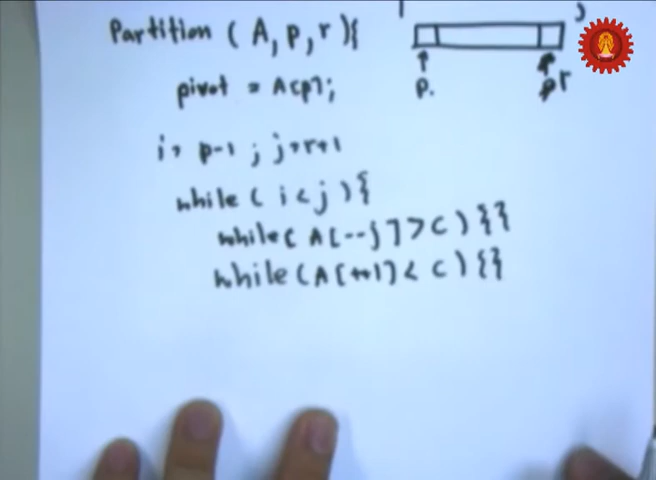 Partition ( A, p, r ){
pivot = A[p];
p. r
i = p-1 ; j = r+1
while ( i < j ) {
while ( A[--j] > c ) {}
while ( A[++i] < c ) {}